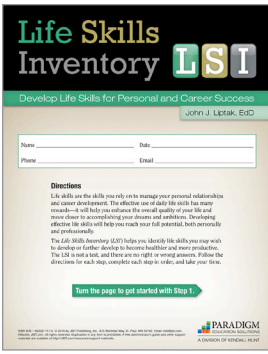 Life Skills
Inventory LSI
Develop Life Skills for Personal and Career Success
John J. Liptak, EdD
Name Date
Phone Email
Directions
Life skills are the skills you rely on to manage your personal relationships
and career development. The effective use of daily life skills has many
rewards—it will help you enhance the overall quality of your life and
move closer to accomplishing your dreams and ambitions. Developing
effective life skills will help you reach your full potential, both personally
and professionally.
The Life Skills Inventory (LSI) helps you identify life skills you may wish
to develop or further develop to become healthier and more productive.
The LSI is not a test, and there are no right or wrong answers. Follow the
directions for each step, complete each step in order, and take your time.
Turn the page to get started with Step 1.
PARADIGM
EDUCATION SOLUTIONS
A DIVISION OF KENDALL HUNT